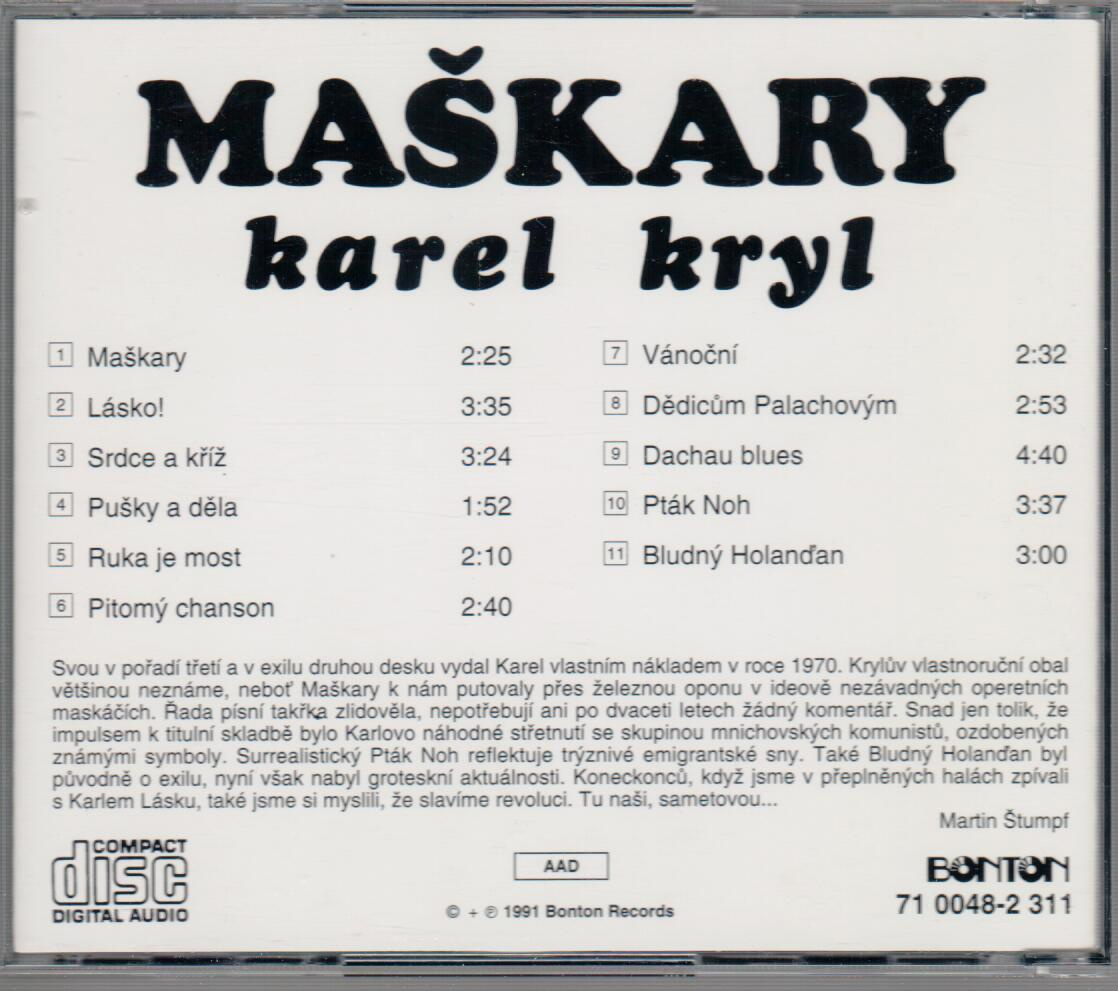 MAŠKARY
karel kryl
1 Maškary 2:25
2 Lásko! 3:35
3 Srdce a kříž 3:24
4 Pušky a děla 1:52
5 Ruka je most 2:10
6 Pitomý chanson 2:40
7 Vánoční 2:32
8 Dědicům Palachovým 2:53
9 Dachau blues 4:40
10 Pták Noh 3:37
11 Bludný Holanďan 3:00
Svou v pořadí třetí a v exilu druhou desku vydal Karel vlastním nákladem v roce 1970. Krylův vlastnoruční obal
většinou neznáme, neboť Maškary k nám putovaly přes železnou oponu v ideově nezávadných operetních
maskáčích. Řada písní takřka zlidověla, nepotřebují ani po dvaceti letech žádný komentář. Snad jen tolik, že
impulsem k titulní skladbě bylo Karlovo náhodné střetnutí se skupinou mnichovských komunistů, ozdobených
známými symboly. Surrealistický Pták Noh reflektuje trýznivé emigrantské sny. Také Bludný Holanďan byl
původně o exilu, nyní však nabyl groteskní aktuálnosti. Koneckonců, když jsme v přeplněných halách zpívali
s Karlem Lásku, také jsme si mysleli, že slavíme revoluci. Tu naši, sametovou...
Martin Štumpf
COMPACT
disc
DIGITAL AUDIO
AAD
© + ℗ 1991 Bonton Records
BONTON
71 0048-2 311